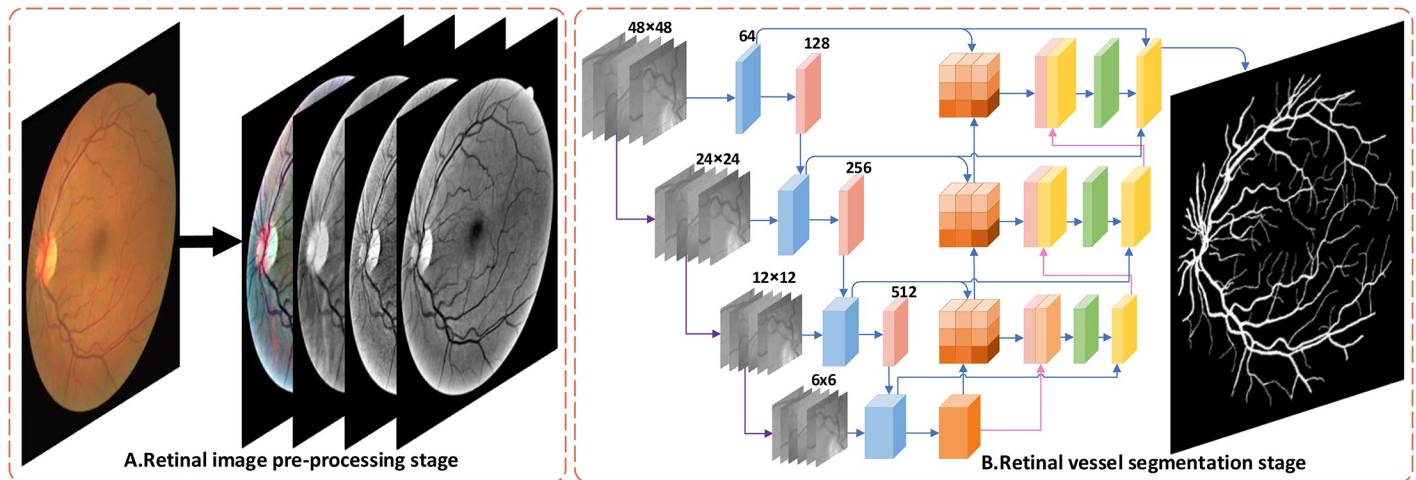 48×48
64
128
24×24
256
12×12
512
6x6
A.Retinal image pre-processing stage
B.Retinal vessel segmentation stage